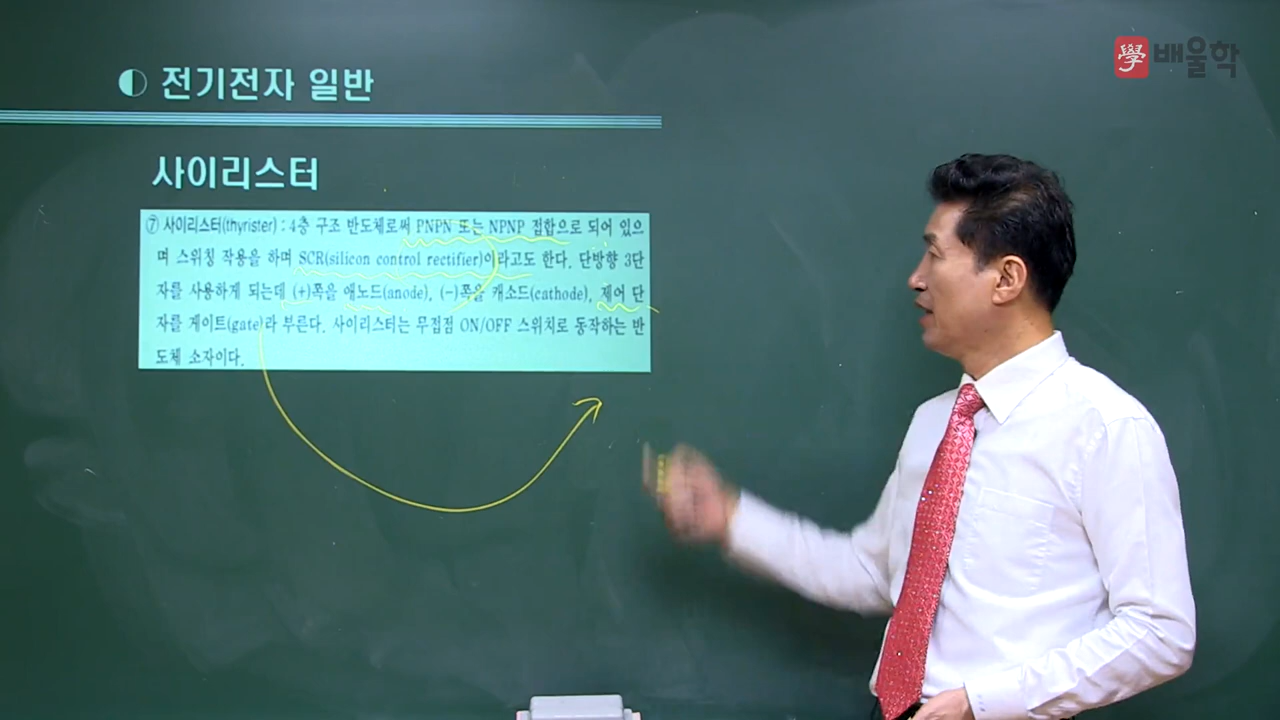 學 배울학
전기전자 일반
사이리스터
⑦ 사이리스터(thyrister) : 4층 구조 반도체로써 PNPN 또는 NPNP 접합으로 되어 있으
며 스위칭 작용을 하며 SCR(silicon control rectifier)이라고도 한다. 단방향 3단
자를 사용하게 되는데 (+)쪽을 애노드(anode), (-)쪽을 캐소드(cathode), 제어 단
자를 게이트(gate)라 부른다. 사이리스터는 무접점 ON/OFF 스위치로 동작하는 반
도체 소자이다.